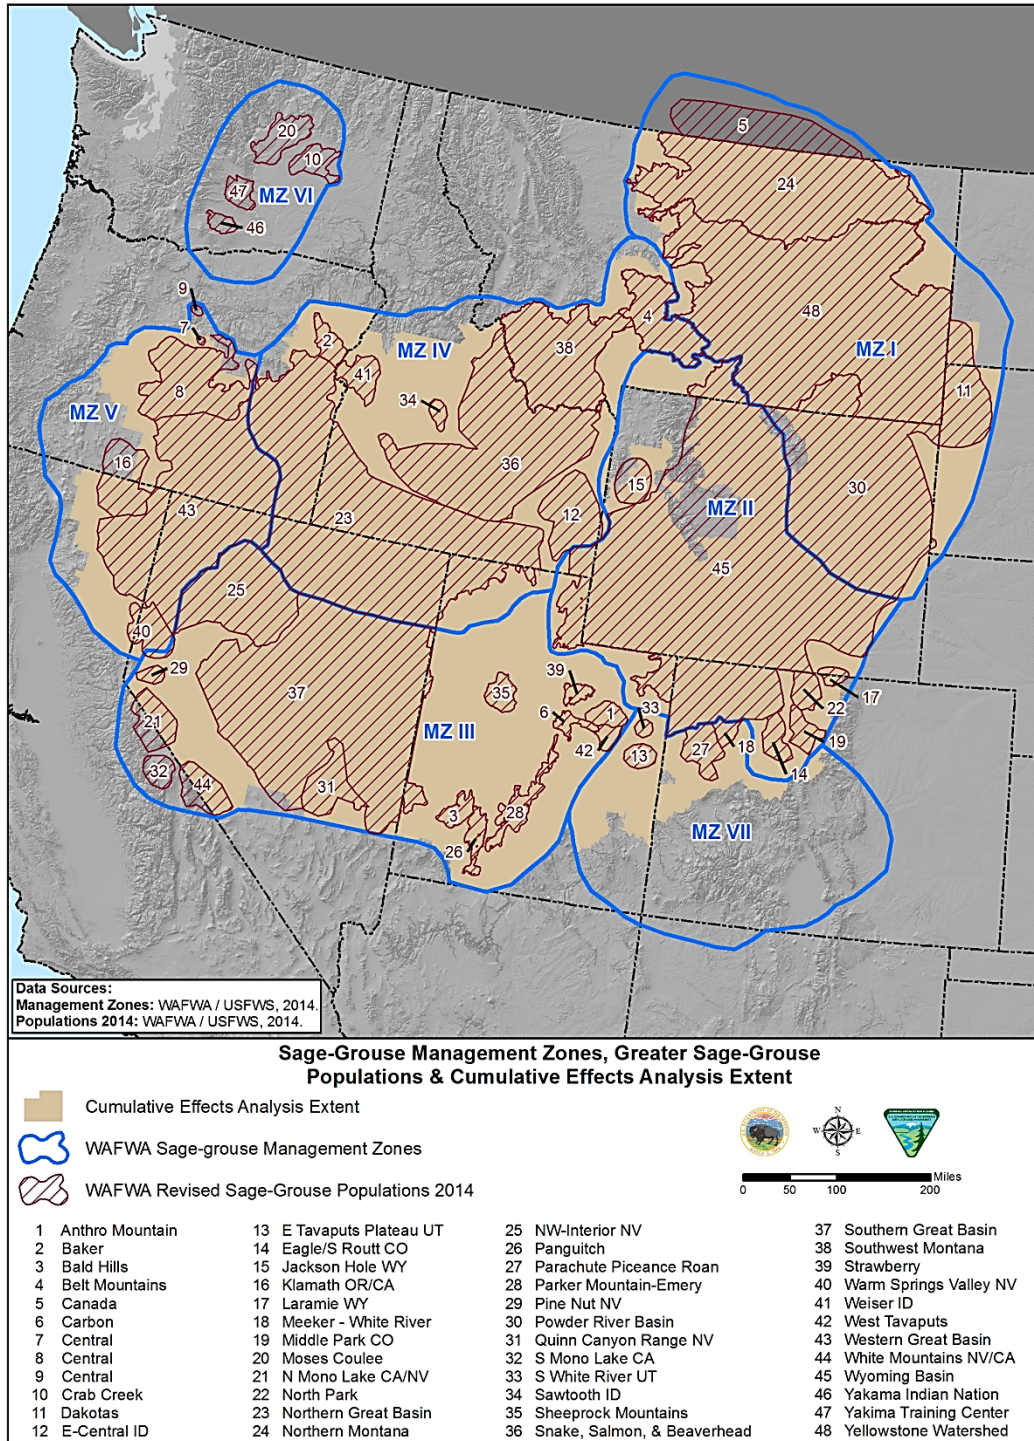 5
20
10
24
MZ VI
47
46
9
4
48
7
2
MZ IV
38
MZ I
8
41
11
34
MZ V
16
36
15
30
43
12
MZ II
23
45
25
40
29
39
17
37
35
33
22
21
6
1
MZ III
42
18
19
32
44
31
13
27
14
3
28
26
MZ VII
Data Sources:
Management Zones: WAFWA / USFWS, 2014.
Populations 2014: WAFWA / USFWS, 2014.
Sage-Grouse Management Zones, Greater Sage-Grouse
Populations & Cumulative Effects Analysis Extent
Cumulative Effects Analysis Extent
WAFWA Sage-grouse Management Zones
WAFWA Revised Sage-Grouse Populations 2014
N
W E
S
Miles
0 50 100 200
1 Anthro Mountain
2 Baker
3 Bald Hills
4 Belt Mountains
5 Canada
6 Carbon
7 Central
8 Central
9 Central
10 Crab Creek
11 Dakotas
12 E-Central ID
13 E Tavaputs Plateau UT
14 Eagle/S Routt CO
15 Jackson Hole WY
16 Klamath OR/CA
17 Laramie WY
18 Meeker - White River
19 Middle Park CO
20 Moses Coulee
21 N Mono Lake CA/NV
22 North Park
23 Northern Great Basin
24 Northern Montana
25 NW-Interior NV
26 Panguitch
27 Parachute Piceance Roan
28 Parker Mountain-Emery
29 Pine Nut NV
30 Powder River Basin
31 Quinn Canyon Range NV
32 S Mono Lake CA
33 S White River UT
34 Sawtooth ID
35 Sheeprock Mountains
36 Snake, Salmon, & Beaverhead
37 Southern Great Basin
38 Southwest Montana
39 Strawberry
40 Warm Springs Valley NV
41 Weiser ID
42 West Tavaputs
43 Western Great Basin
44 White Mountains NV/CA
45 Wyoming Basin
46 Yakama Indian Nation
47 Yakima Training Center
48 Yellowstone Watershed